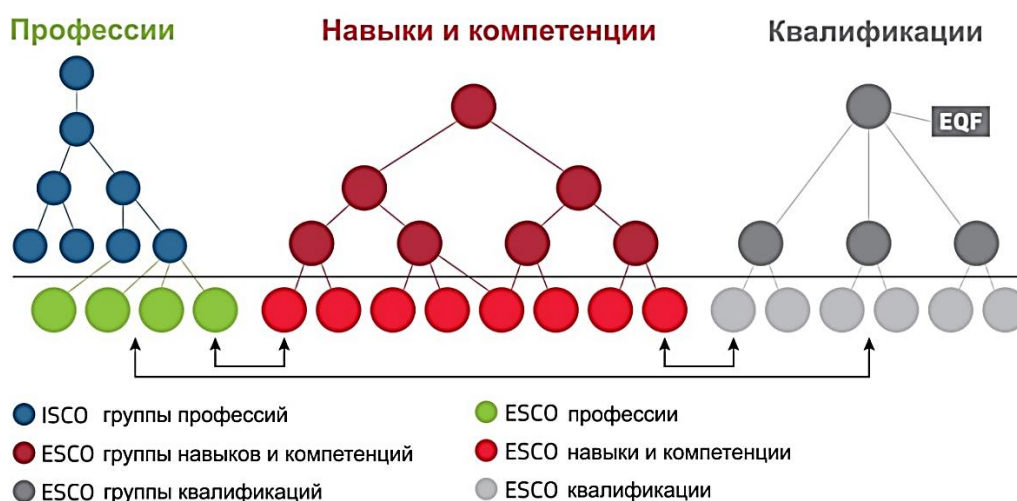 Профессии
Навыки и компетенции
Квалификации
EQF
ISCO группы профессий
ESCO профессии
ESCO группы навыков и компетенций
ESCO навыки и компетенции
ESCO группы квалификаций
ESCO квалификации